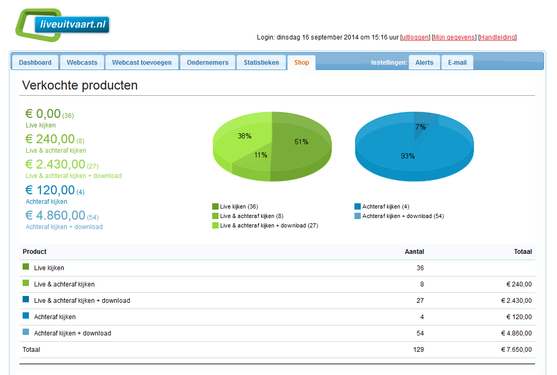 liveuitvaart.nl
Login: dinsdag 16 september 2014 om 15:16 uur [uitloggen] [Mijn gegevens] [Handleiding]
Dashboard Webcasts Webcast toevoegen Ondernemers Statistieken Shop Instellingen: Alerts E-mail
Verkochte producten
€ 0,00 (36)
Live kijken
€ 240,00 (8)
Live & achteraf kijken
€ 2.430,00 (27)
Live & achteraf kijken + download
€ 120,00 (4)
Achteraf kijken
€ 4.860,00 (54)
Achteraf kijken + download
38% 51% 11%
7% 93%
Live kijken (36)
Live & achteraf kijken (8)
Live & achteraf kijken + download (27)
Achteraf kijken (4)
Achteraf kijken + download (54)
Product Aantal Totaal
Live kijken 36
Live & achteraf kijken 8 € 240,00
Live & achteraf kijken + download 27 € 2.430,00
Achteraf kijken 4 € 120,00
Achteraf kijken + download 54 € 4.860,00
Totaal 129 € 7.650,00